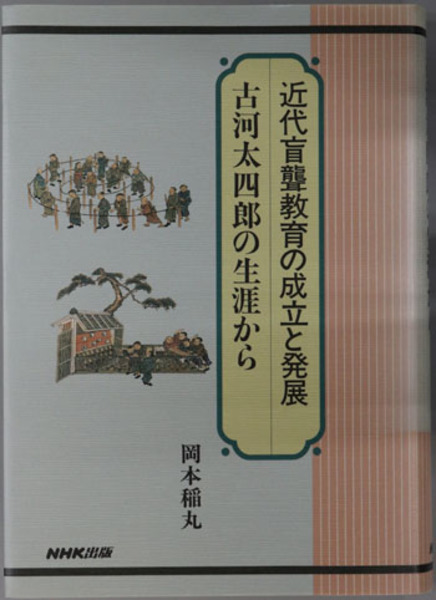 近代盲聾教育の成立と発展
古河太四郎の生涯から
岡本稲丸
NHK出版